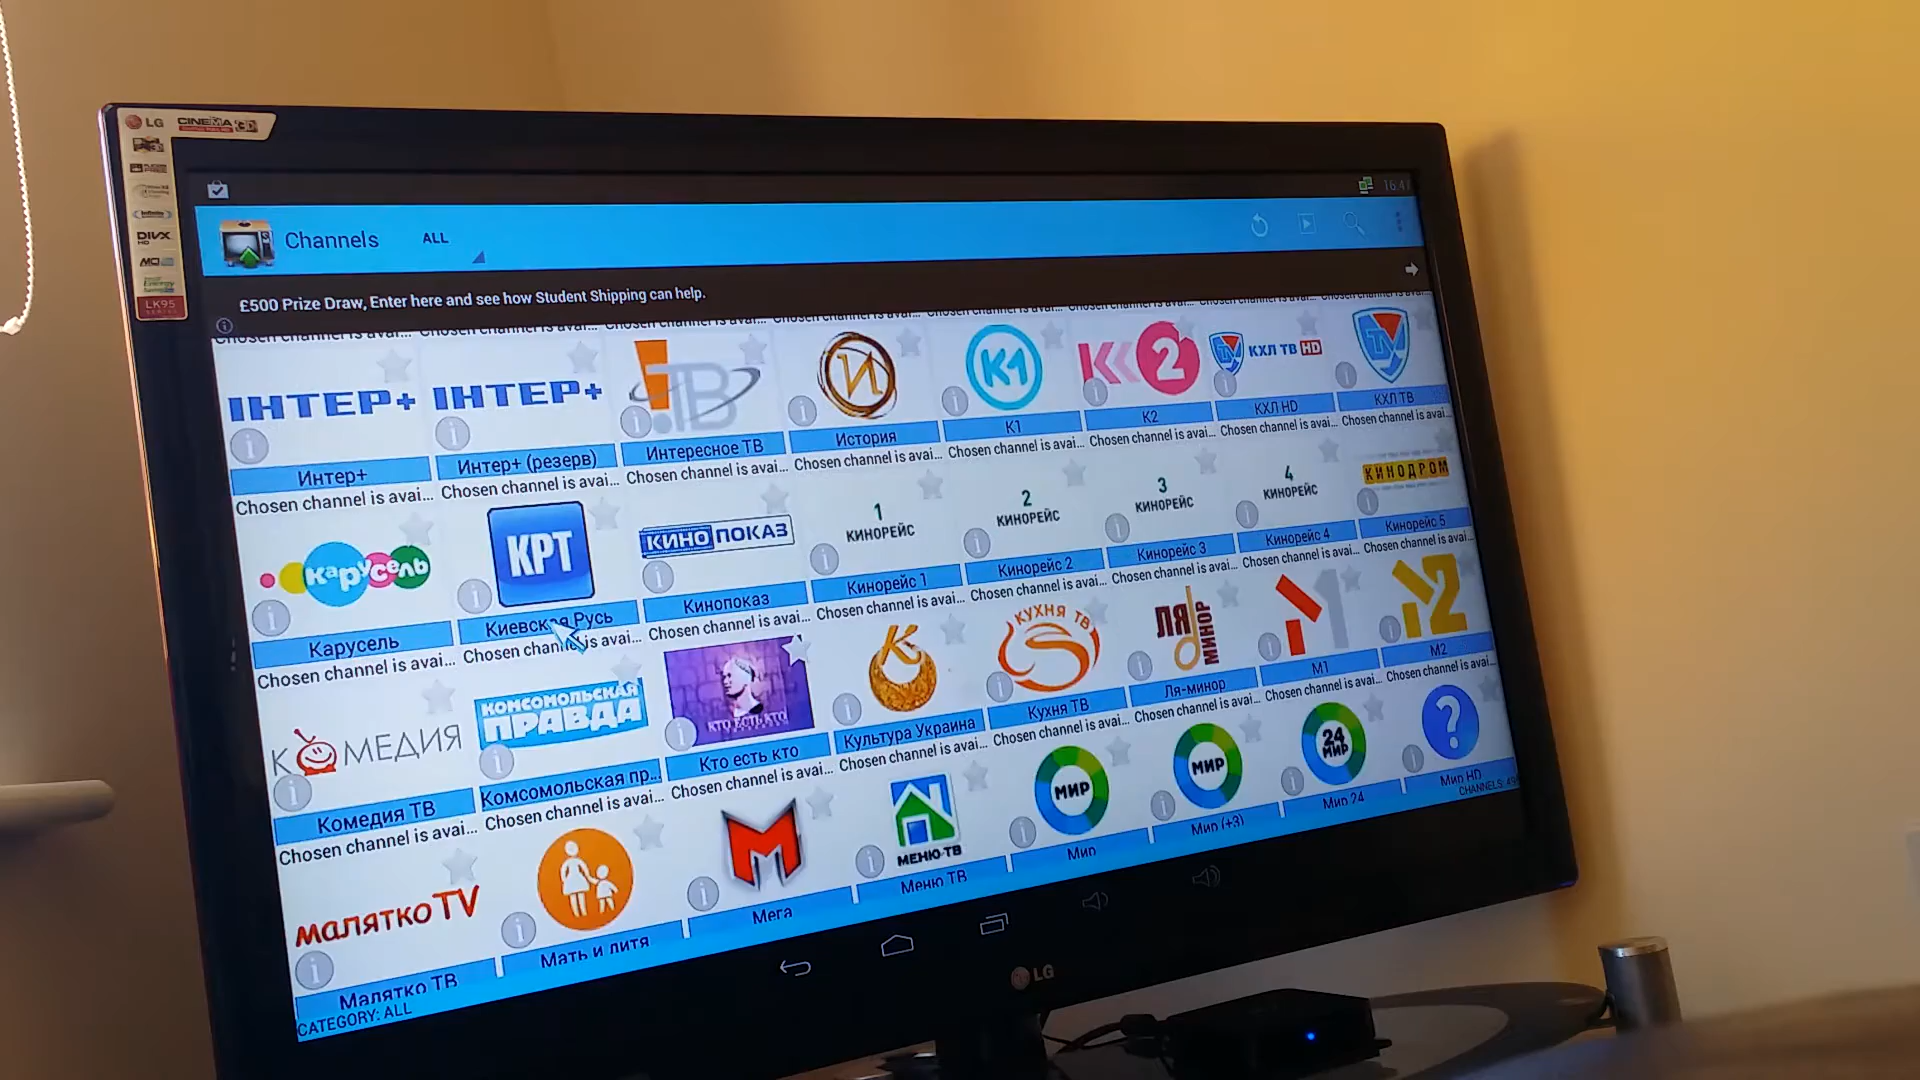 LG CINEMA 3D
DIVX
HD
MCI
LK95
16:41
Channels ALL
£500 Prize Draw, Enter here and see how Student Shipping can help.
ІНТЕР+ ІНТЕР+ ТВ И K1 2 КХЛ ТВ HD TV
Интер+ Интер+ (резерв) Интересное ТВ История К1 К2 КХЛ HD КХЛ ТВ
Chosen channel is avai... Chosen channel is avai... Chosen channel is avai... Chosen channel is avai... Chosen channel is avai... Chosen channel is avai... Chosen channel is avai... Chosen channel is avai...
карусель КРТ КИНОПОКАЗ 1 КИНОРЕЙС 2 КИНОРЕЙС 3 КИНОРЕЙС 4 КИНОРЕЙС КИНОДРОМ
Карусель Киевская Русь Кинопоказ Кинорейс 1 Кинорейс 2 Кинорейс 3 Кинорейс 4 Кинорейс 5
Chosen channel is avai... Chosen channel is avai... Chosen channel is avai... Chosen channel is avai... Chosen channel is avai... Chosen channel is avai... Chosen channel is avai... Chosen channel is avai...
КОМЕДИЯ КОМСОМОЛЬСКАЯ ПРАВДА КТО ЕСТЬ КТО К КУХНЯ ТВ ЛЯ МИНОР М1 М2
Комедия ТВ Комсомольская пр... Кто есть кто Культура Украина Кухня ТВ Ля-минор М1 М2
Chosen channel is avai... Chosen channel is avai... Chosen channel is avai... Chosen channel is avai... Chosen channel is avai... Chosen channel is avai... Chosen channel is avai... Chosen channel is avai...
малятко TV М МЕНЮ-ТВ МИР МИР 24 МИР ?
Малятко ТВ Мать и дитя Мега Меню ТВ Мир Мир (+3) Мир 24 Мир HD
CATEGORY: ALL
LG